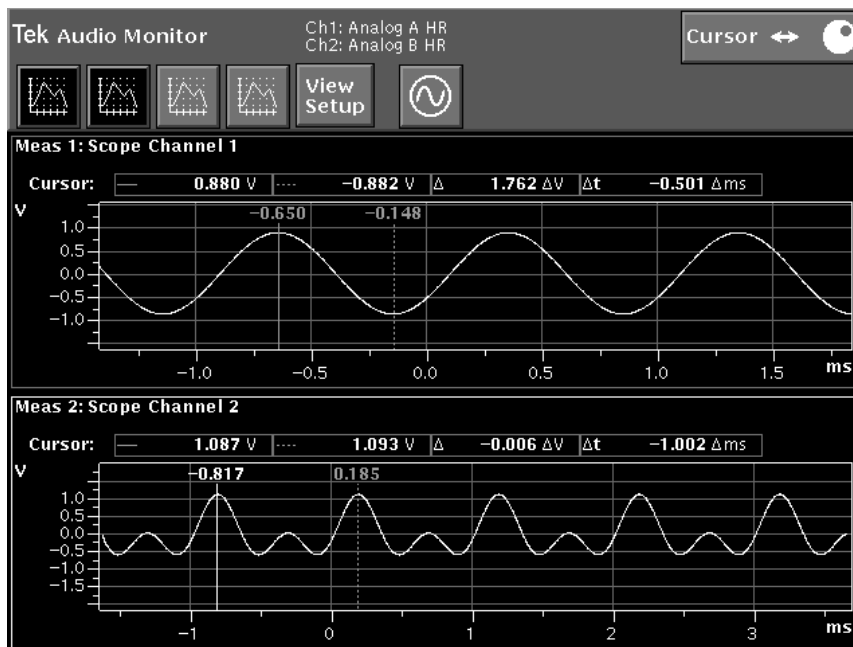 Tek Audio Monitor
Ch1: Analog A HR
Ch2: Analog B HR
Cursor ↔
View
Setup
Meas 1: Scope Channel 1
Cursor: — 0.880 V ---- −0.882 V Δ 1.762 ΔV Δt −0.501 Δms
V
−0.650 −0.148
1.0
0.5
0.0
−0.5
−1.0
−1.0 −0.5 0.0 0.5 1.0 1.5 ms
Meas 2: Scope Channel 2
Cursor: — 1.087 V ---- 1.093 V Δ −0.006 ΔV Δt −1.002 Δms
V
−0.817 0.185
1.0
0.5
0.0
−0.5
−1.0
−1.5
−1 0 1 2 3 ms